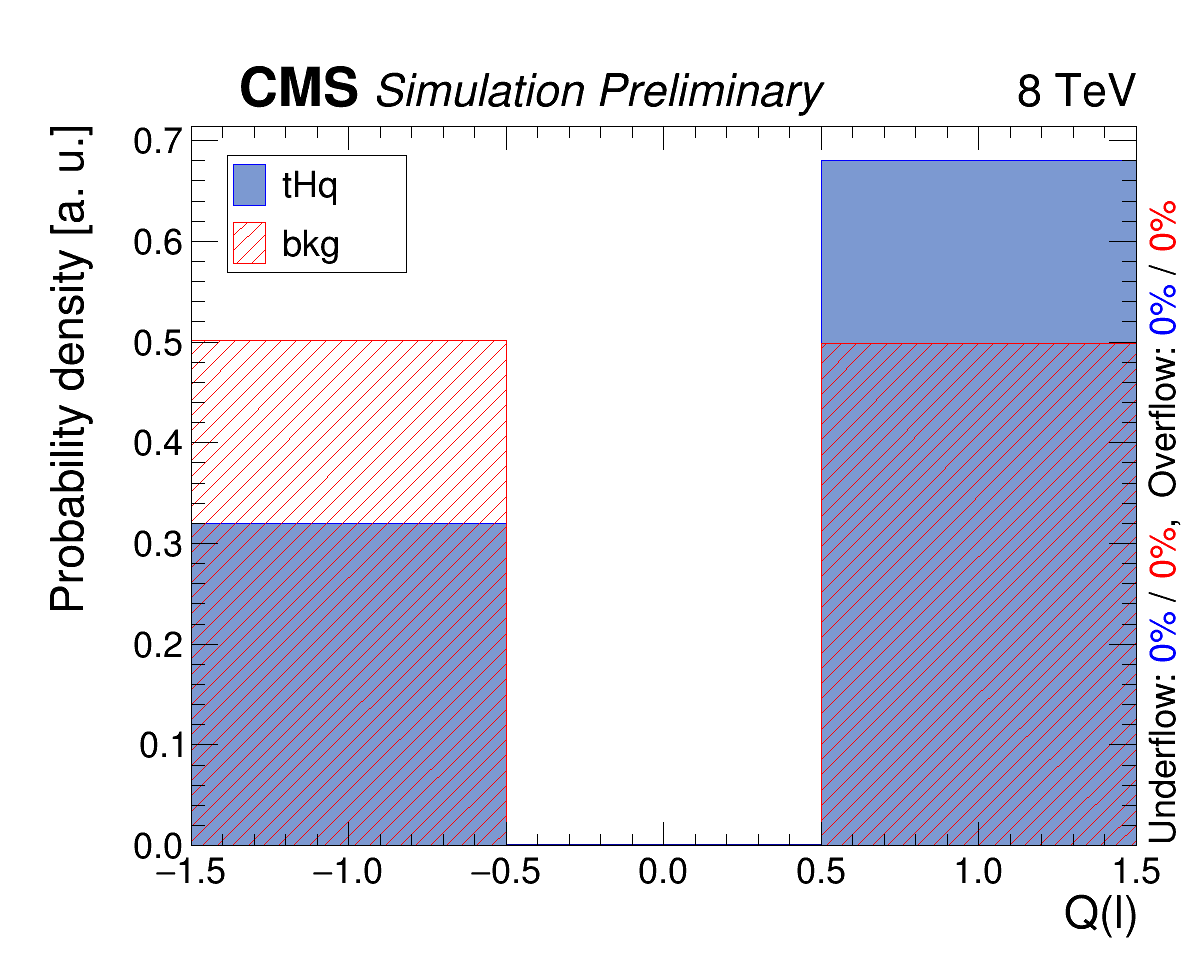 CMS Simulation Preliminary 8 TeV
Probability density [a. u.]
0.7
0.6
0.5
0.4
0.3
0.2
0.1
0.0
tHq
bkg
−1.5 −1.0 −0.5 0.0 0.5 1.0 1.5
Q(l)
Underflow: 0% / 0%, Overflow: 0% / 0%